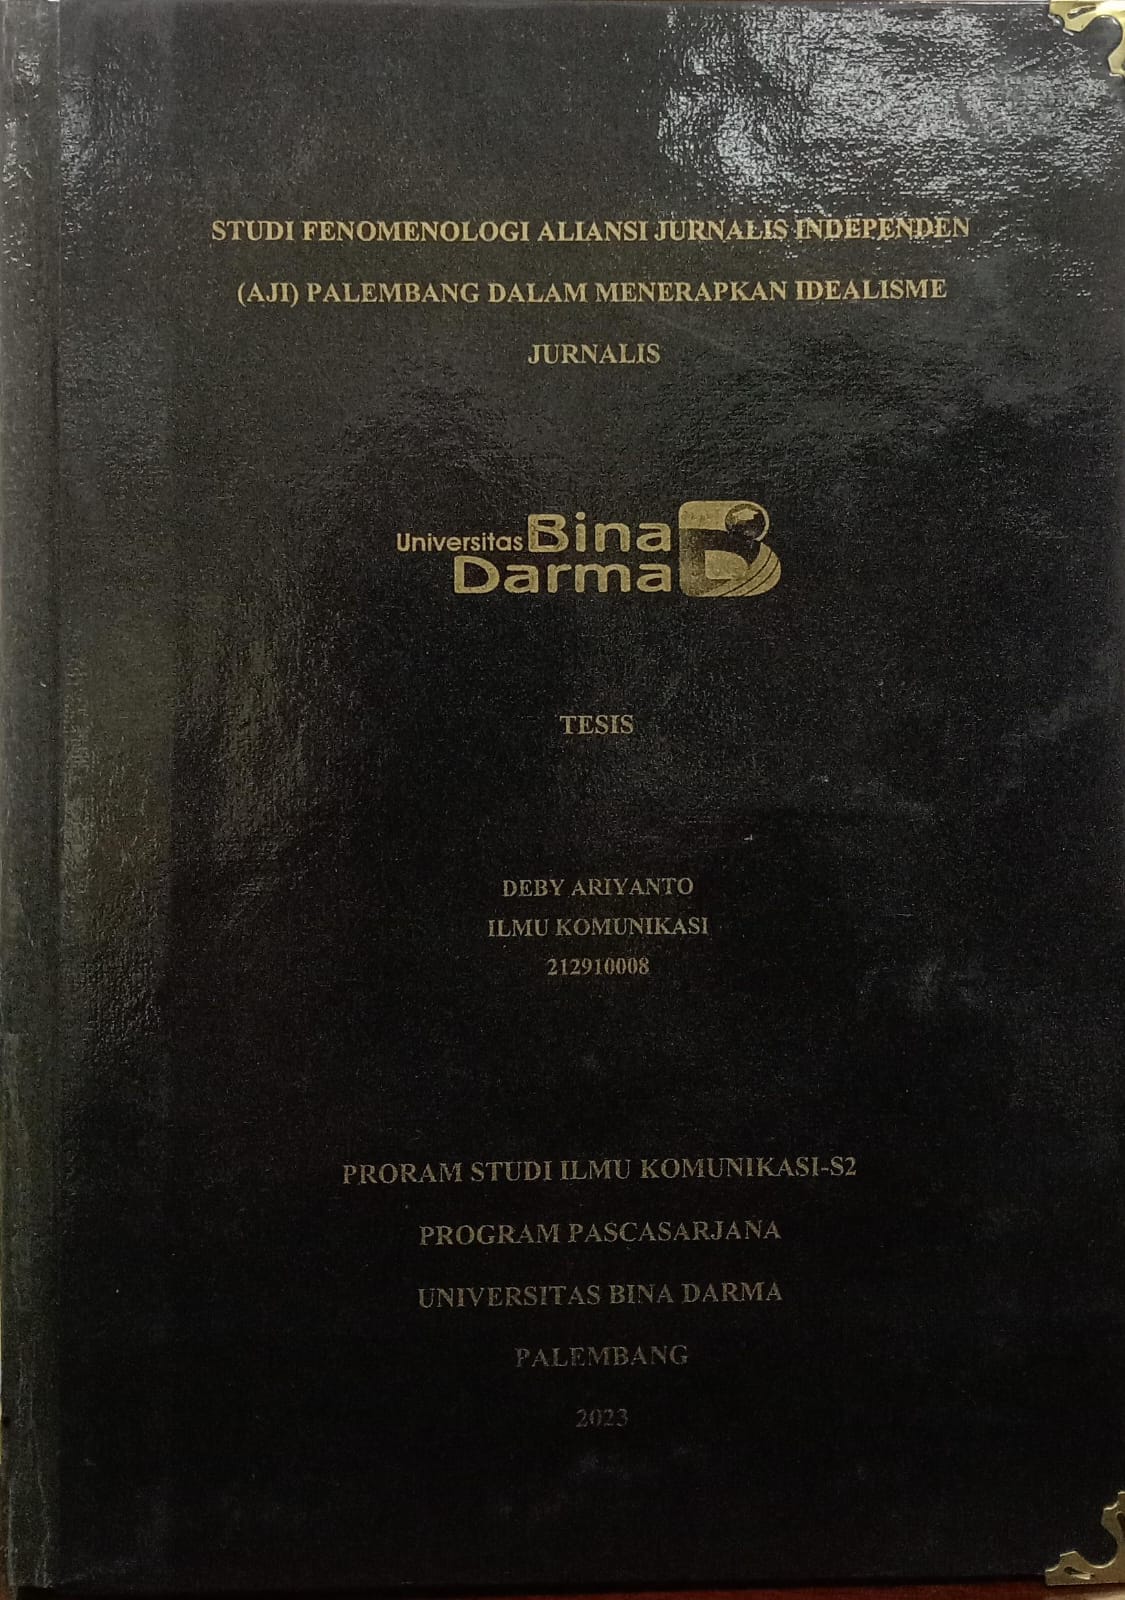 STUDI FENOMENOLOGI ALIANSI JURNALIS INDEPENDEN
(AJI) PALEMBANG DALAM MENERAPKAN IDEALISME
JURNALIS
Universitas Bina
Darma
TESIS
DEBY ARIYANTO
ILMU KOMUNIKASI
212910008
PRORAM STUDI ILMU KOMUNIKASI-S2
PROGRAM PASCASARJANA
UNIVERSITAS BINA DARMA
PALEMBANG
2023